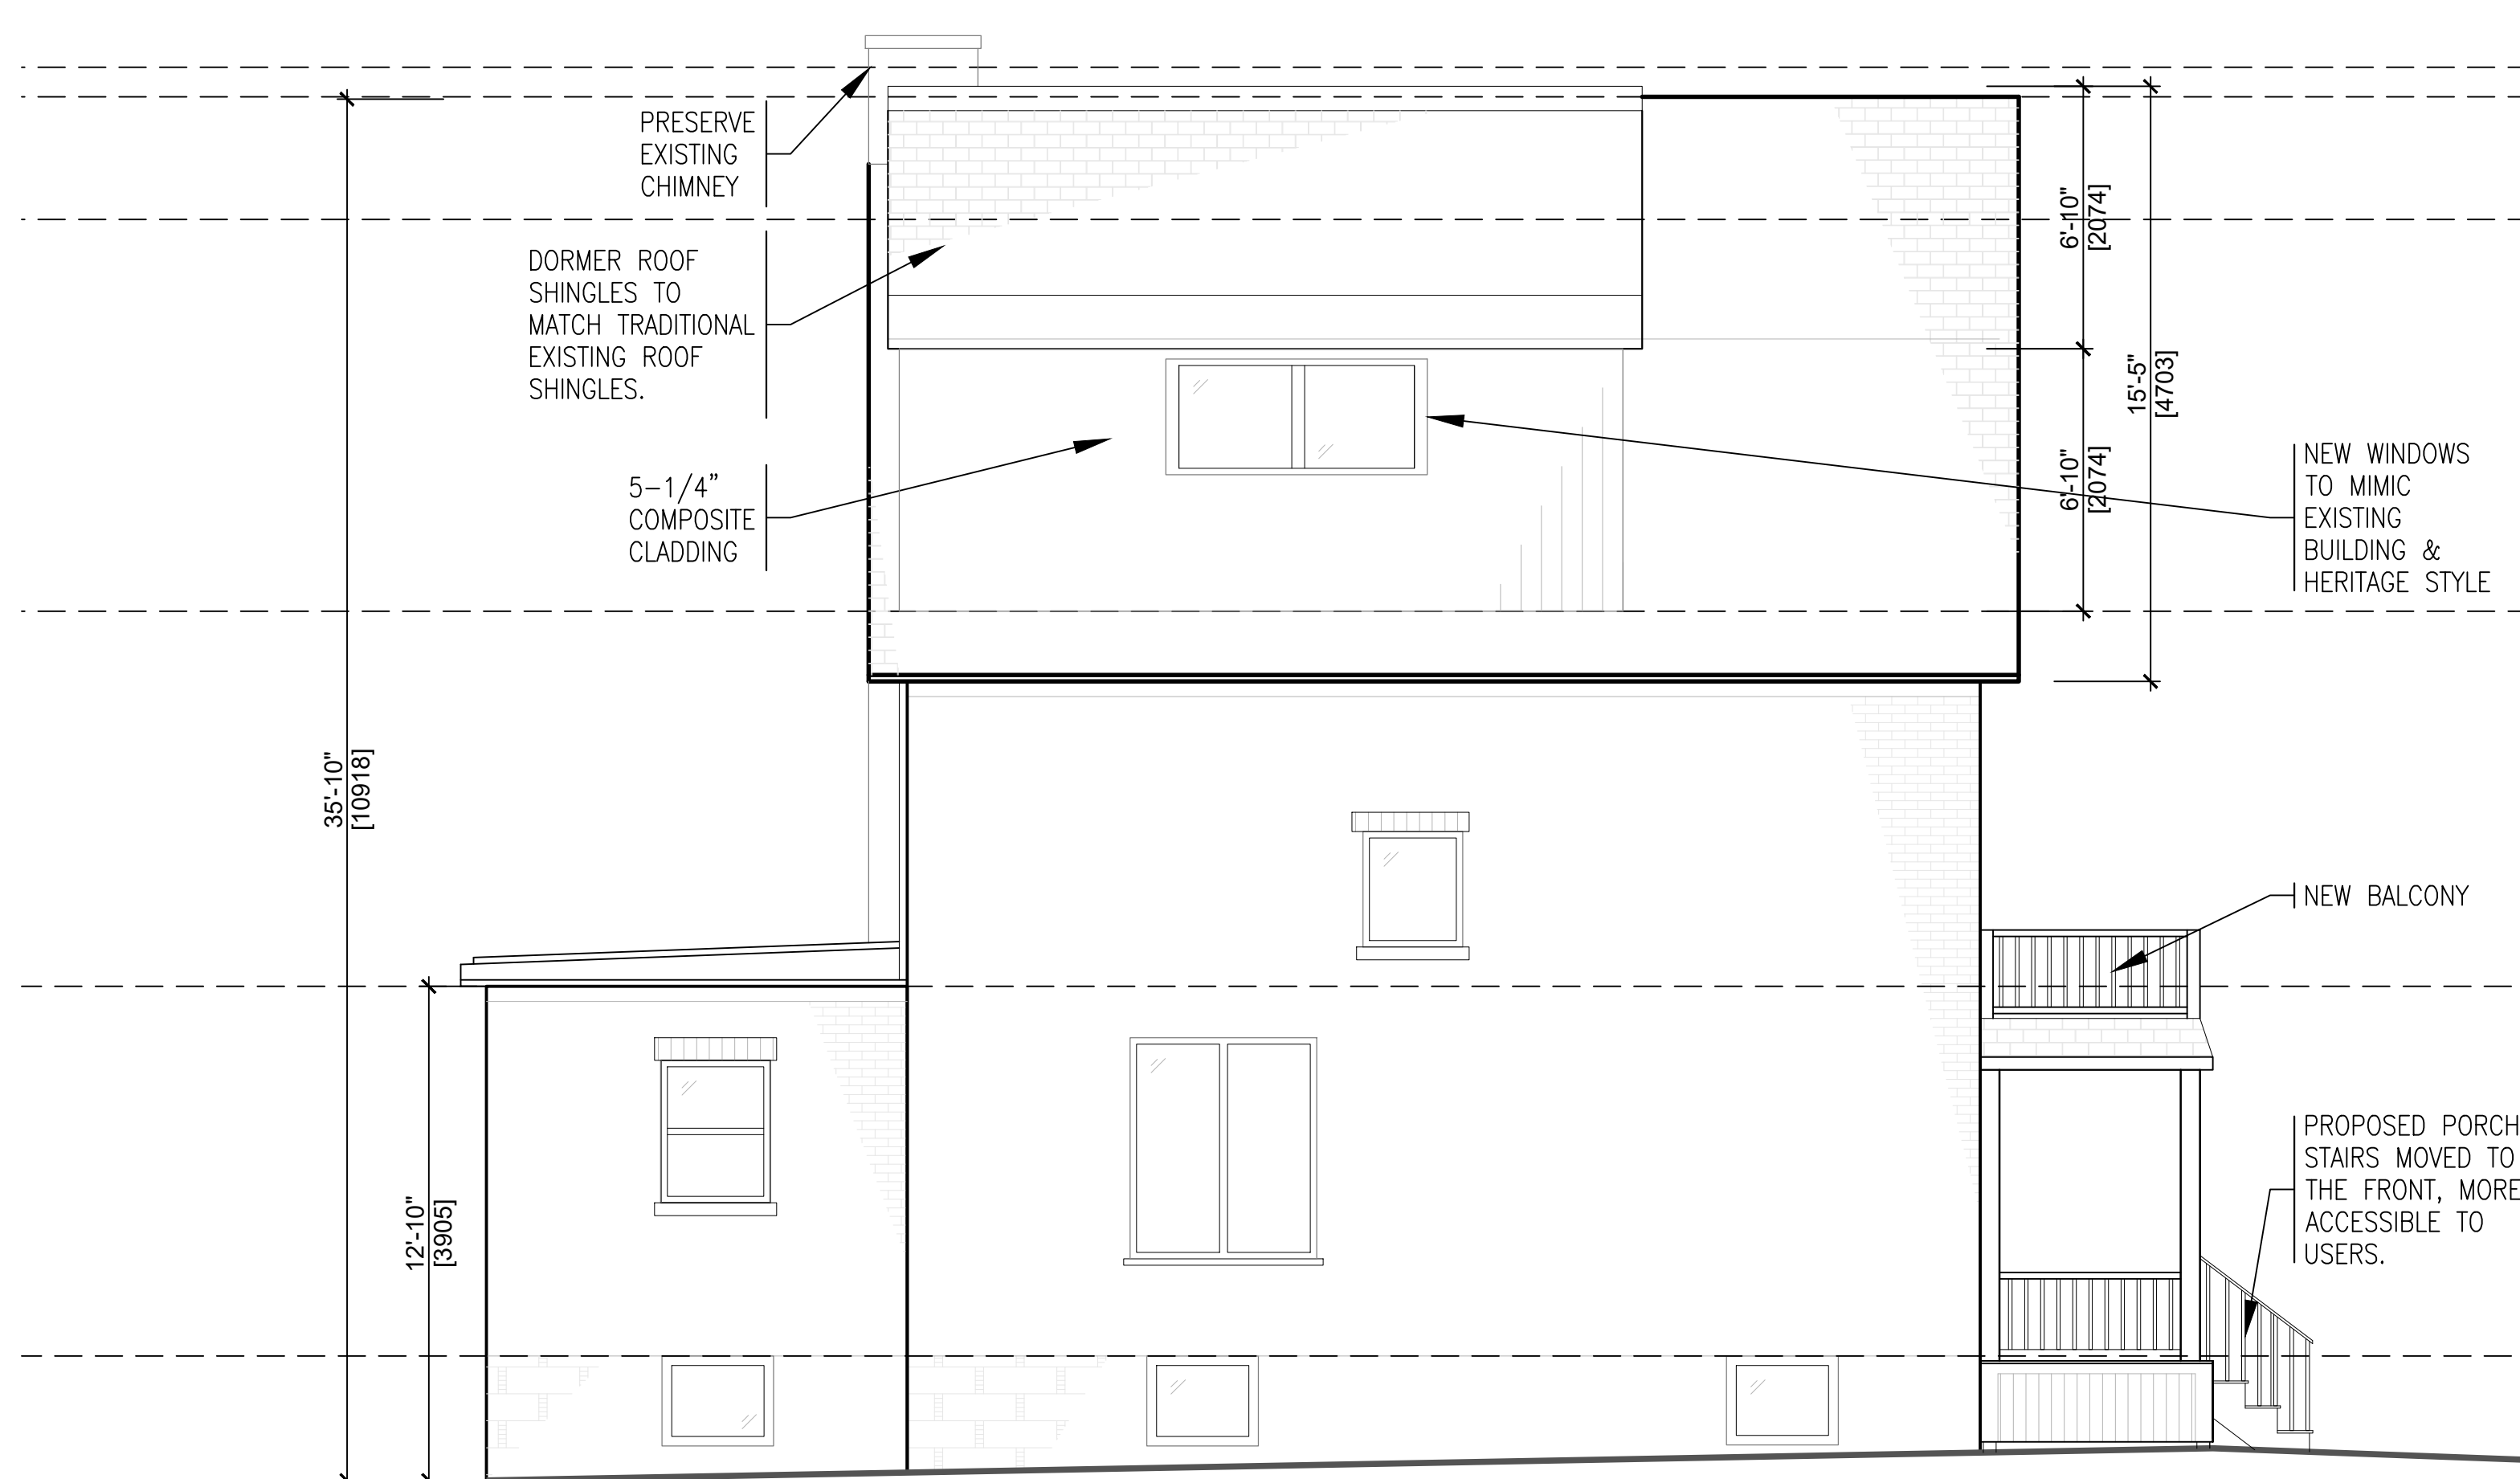 PRESERVE
EXISTING
CHIMNEY
DORMER ROOF
SHINGLES TO
MATCH TRADITIONAL
EXISTING ROOF
SHINGLES.
5-1/4”
COMPOSITE
CLADDING
35'-10"
[10918]
12'-10"
[3905]
6'-10"
[2074]
6'-10"
[2074]
15'-5"
[4703]
NEW WINDOWS
TO MIMIC
EXISTING
BUILDING &
HERITAGE STYLE
NEW BALCONY
PROPOSED PORCH
STAIRS MOVED TO
THE FRONT, MORE
ACCESSIBLE TO
USERS.